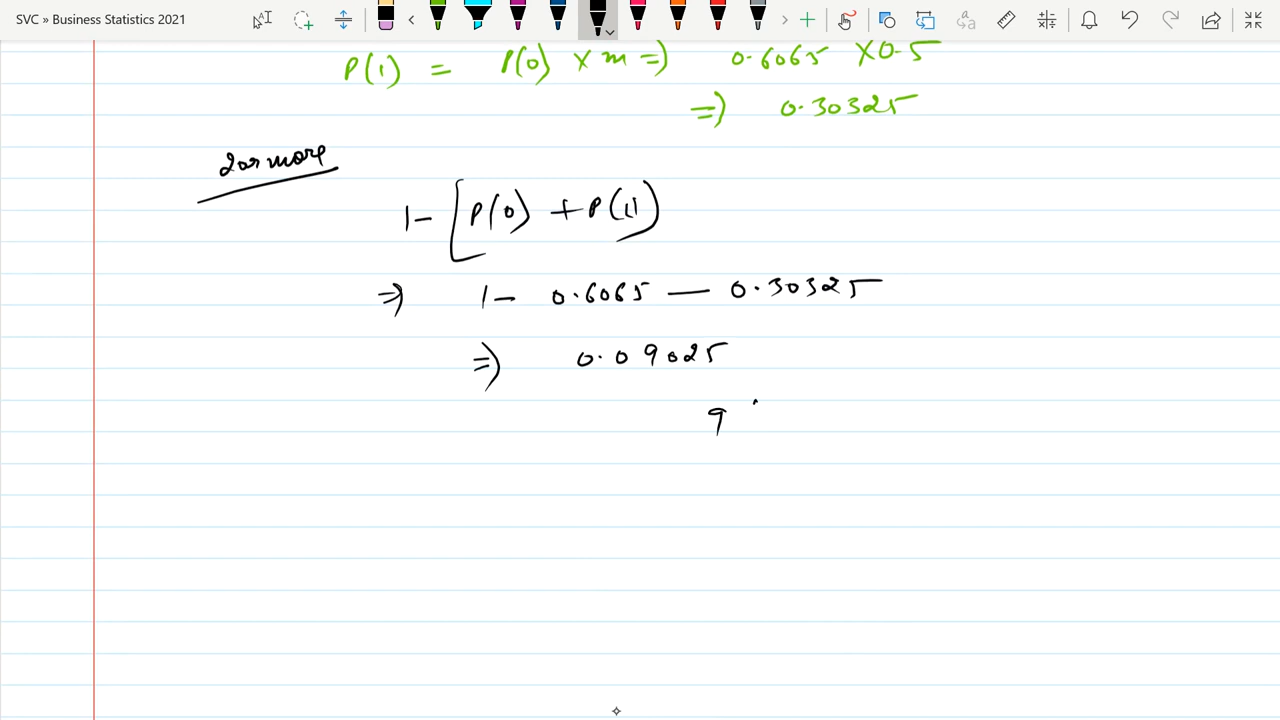 SVC » Business Statistics 2021
P(1) = P(0) × m ⇒ 0.6065 × 0.5
⇒ 0.30325
2 or more
1 - [P(0) + P(1)
⇒ 1 - 0.6065 — 0.30325
⇒ 0.09025
9